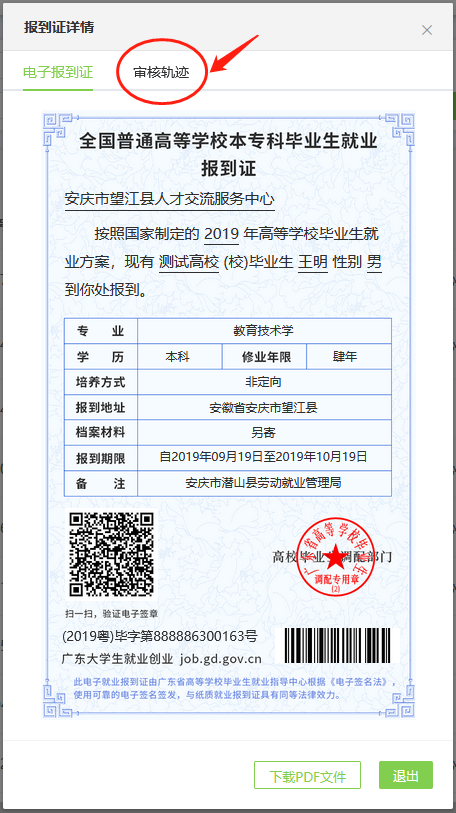 报到证详情
电子报到证 审核轨迹
全国普通高等学校本专科毕业生就业
报到证
安庆市望江县人才交流服务中心
按照国家制定的 2019 年高等学校毕业生就
业方案，现有 测试高校 (校)毕业生 王明 性别 男
到你处报到。
专 业 教育技术学
学 历 本科 修业年限 肆年
培养方式 非定向
报到地址 安徽省安庆市望江县
档案材料 另寄
报到期限 自2019年09月19日至2019年10月19日
备 注 安庆市潜山县劳动就业管理局
广东省高等学校毕业生
高校毕业生调配部门
调配专用章
(2)
扫一扫，验证电子签章
(2019粤)毕字第888886300163号
广东大学生就业创业 job.gd.gov.cn
此电子就业报到证由广东省高等学校毕业生就业指导中心根据《电子签名法》，
使用可靠的电子签名签发，与纸质就业报到证具有同等法律效力。
下载PDF文件 退出